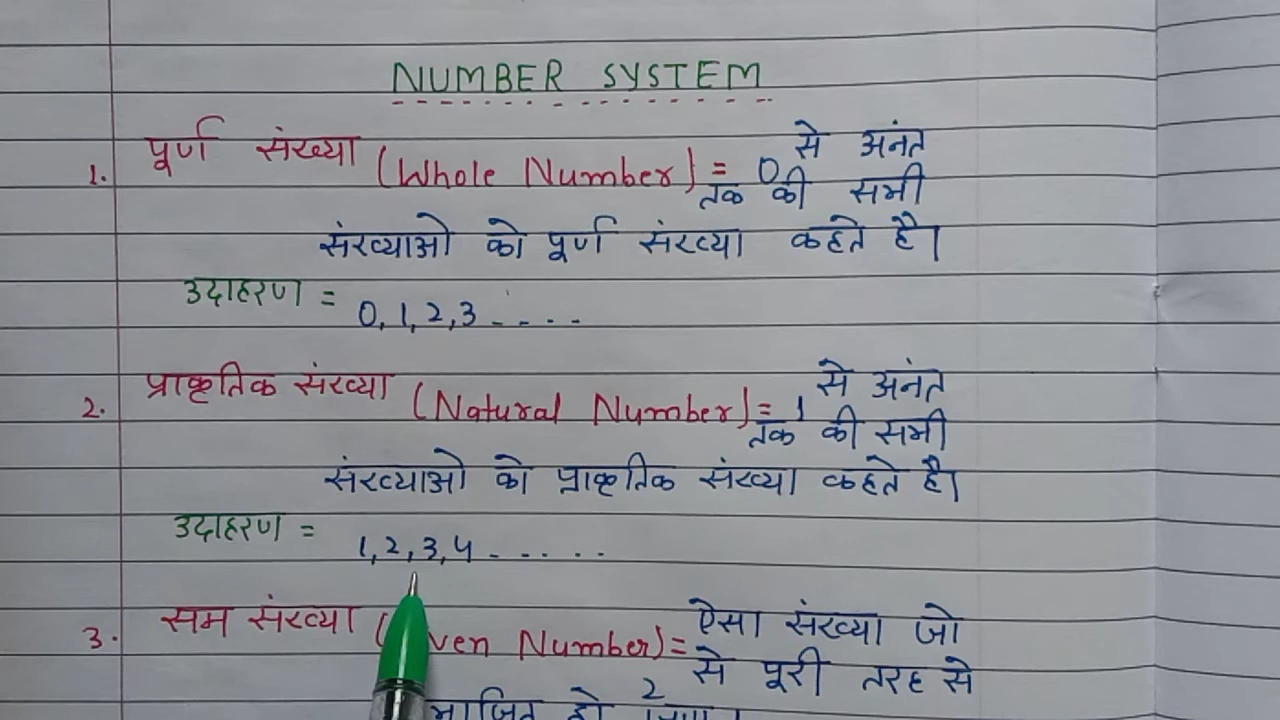 NUMBER SYSTEM
1. पूर्ण संख्या (Whole Number) = 0 से अनंत
तक की सभी
संख्याओ को पूर्ण संख्या कहते है।
उदाहरण = 0, 1, 2, 3 - - - -
2. प्राकृतिक संख्या (Natural Number) = 1 से अनंत
तक की सभी
संख्याओ को प्राकृतिक संख्या कहते है।
उदाहरण = 1, 2, 3, 4 - - - - -
3. सम संख्या ( ven Number) = ऐसा संख्या जो
2 से पूरी तरह से